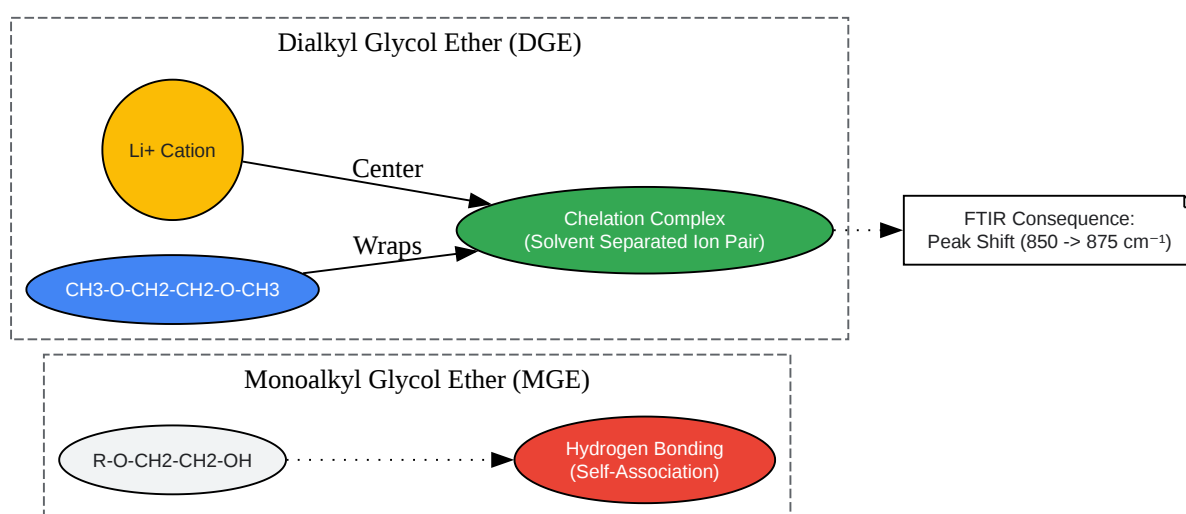 Dialkyl Glycol Ether (DGE)
Li+ Cation
Center
Chelation Complex
(Solvent Separated Ion Pair)
FTIR Consequence:
Peak Shift (850 -> 875 cm⁻¹)
Wraps
CH3-O-CH2-CH2-O-CH3
Monoalkyl Glycol Ether (MGE)
R-O-CH2-CH2-OH
Hydrogen Bonding
(Self-Association)